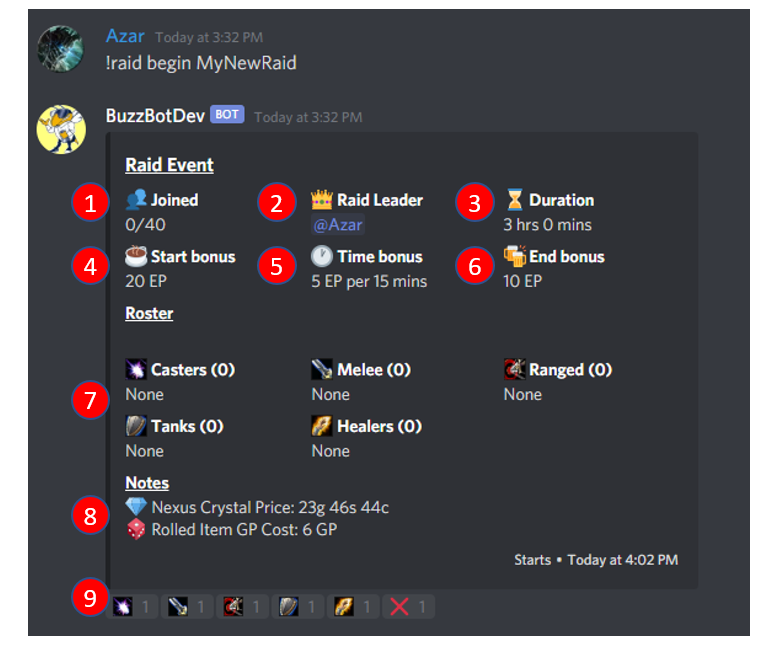 Azar Today at 3:32 PM
!raid begin MyNewRaid
BuzzBotDev BOT Today at 3:32 PM
Raid Event
1 Joined 2 Raid Leader 3 Duration
0/40 @Azar 3 hrs 0 mins
4 Start bonus 5 Time bonus 6 End bonus
20 EP 5 EP per 15 mins 10 EP
Roster
Casters (0) Melee (0) Ranged (0)
7 None None None
Tanks (0) Healers (0)
None None
Notes
8 Nexus Crystal Price: 23g 46s 44c
Rolled Item GP Cost: 6 GP
Starts • Today at 4:02 PM
9 1 1 1 1 1 1